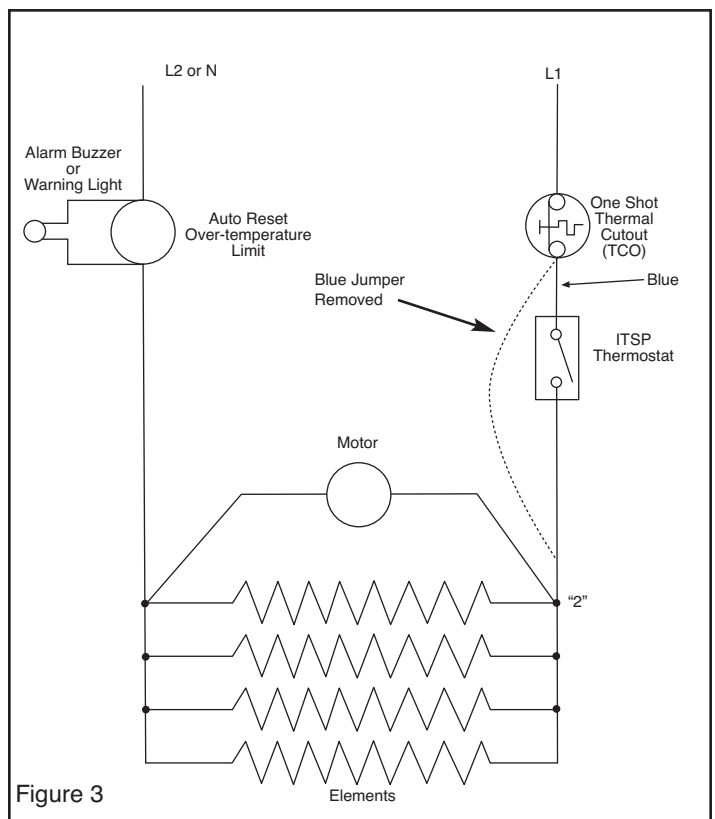 L2 or N
L1
Alarm Buzzer
or
Warning Light
Auto Reset
Over-temperature
Limit
One Shot
Thermal
Cutout
(TCO)
Blue Jumper
Removed
Blue
ITSP
Thermostat
Motor
“2”
Figure 3
Elements